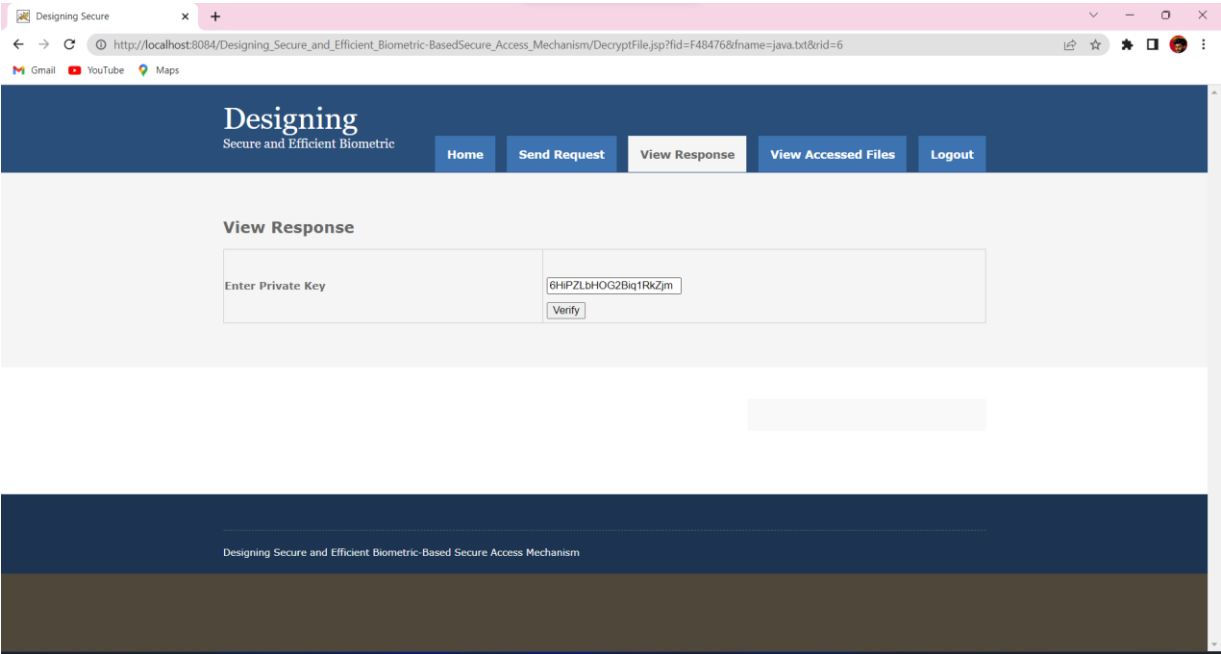 Designing Secure
http://localhost:8084/Designing_Secure_and_Efficient_Biometric-BasedSecure_Access_Mechanism/DecryptFile.jsp?fid=F48476&fname=java.txt&rid=6
Gmail YouTube Maps
Designing
Secure and Efficient Biometric
Home Send Request View Response View Accessed Files Logout
View Response
Enter Private Key 6HiPZLbHOG2Biq1RkZjm
Verify
Designing Secure and Efficient Biometric-Based Secure Access Mechanism